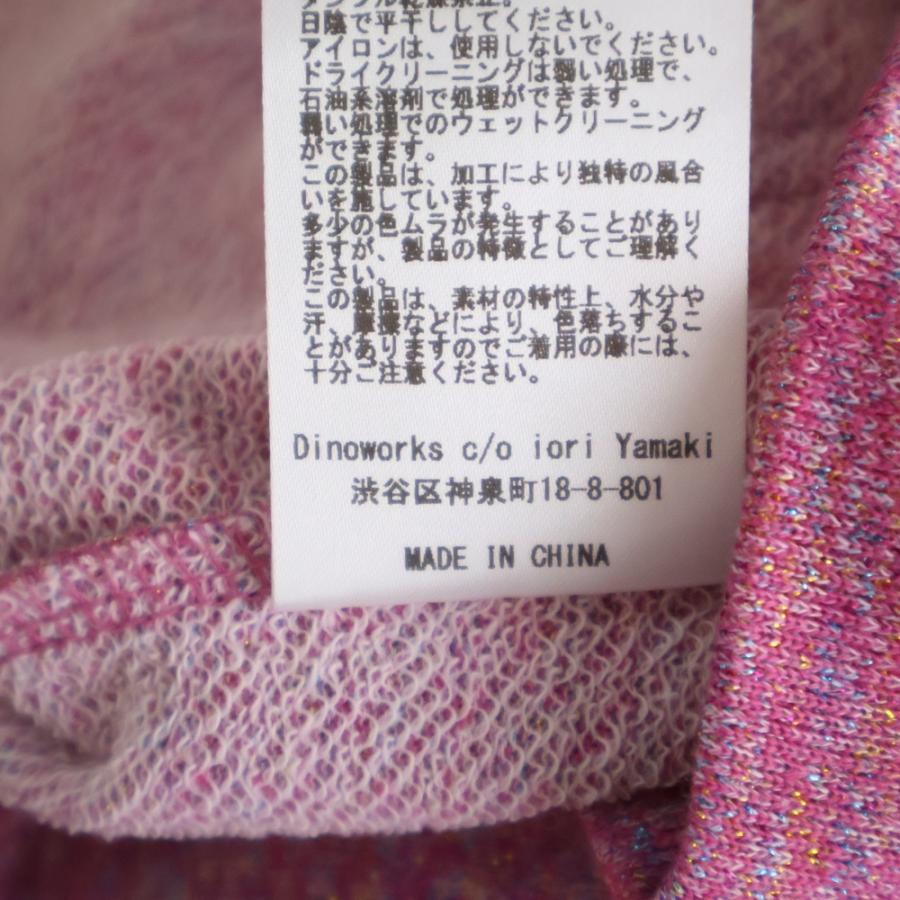 タンブル乾燥禁止。
日陰で平干ししてください。
アイロンは、使用しないでください。
ドライクリーニングは弱い処理で、
石油系溶剤で処理ができます。
弱い処理でのウェットクリーニング
ができます。
この製品は、加工により独特の風合
いを施しています。
多少の色ムラが発生することがあり
ますが、製品の特徴としてご理解く
ださい。
この製品は、素材の特性上、水分や
汗、摩擦などにより、色落ちするこ
とがありますのでご着用の際には、
十分ご注意ください。
Dinoworks c/o iori Yamaki
渋谷区神泉町18-8-801
MADE IN CHINA